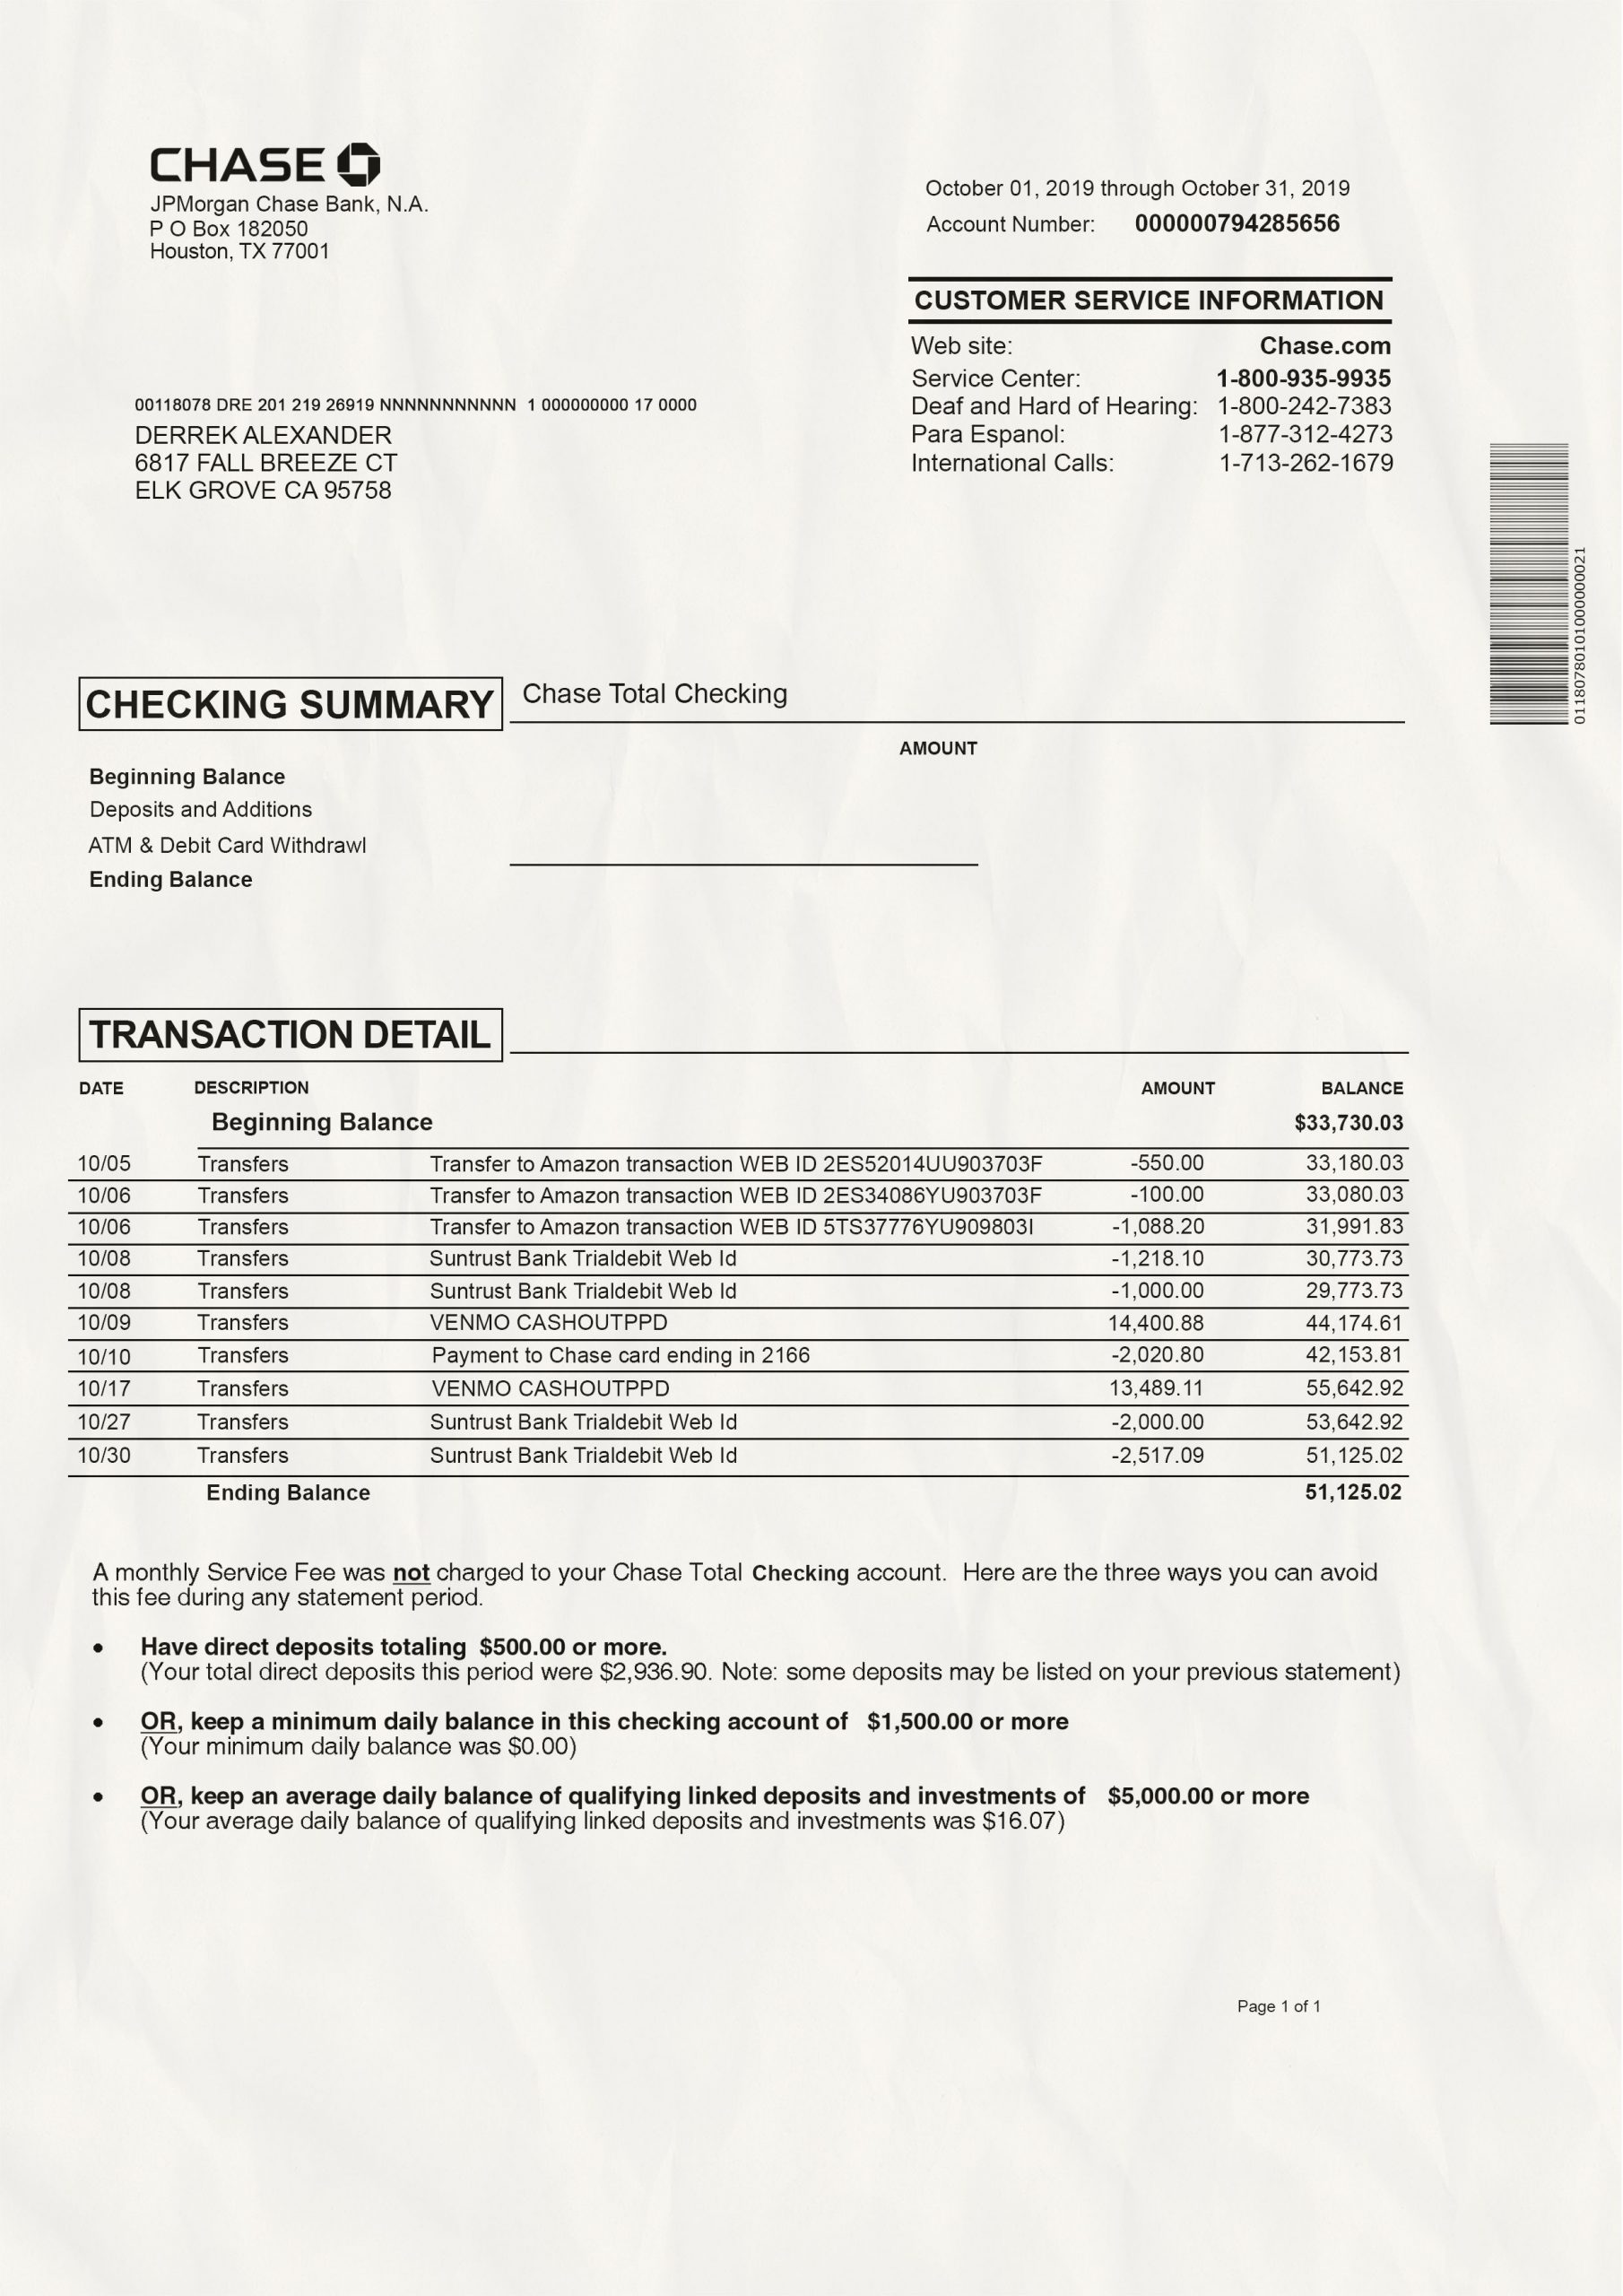 CHASE
JPMorgan Chase Bank, N.A.
P O Box 182050
Houston, TX 77001
October 01, 2019 through October 31, 2019
Account Number: 000000794285656
CUSTOMER SERVICE INFORMATION
Web site: Chase.com
Service Center: 1-800-935-9935
Deaf and Hard of Hearing: 1-800-242-7383
Para Espanol: 1-877-312-4273
International Calls: 1-713-262-1679
00118078 DRE 201 219 26919 NNNNNNNNNNN 1 000000000 17 0000
DERREK ALEXANDER
6817 FALL BREEZE CT
ELK GROVE CA 95758
01180780101000000021
CHECKING SUMMARY Chase Total Checking
AMOUNT
Beginning Balance
Deposits and Additions
ATM & Debit Card Withdrawl
Ending Balance
TRANSACTION DETAIL
DATE DESCRIPTION AMOUNT BALANCE
Beginning Balance $33,730.03
10/05 Transfers Transfer to Amazon transaction WEB ID 2ES52014UU903703F -550.00 33,180.03
10/06 Transfers Transfer to Amazon transaction WEB ID 2ES34086YU903703F -100.00 33,080.03
10/06 Transfers Transfer to Amazon transaction WEB ID 5TS37776YU909803I -1,088.20 31,991.83
10/08 Transfers Suntrust Bank Trialdebit Web Id -1,218.10 30,773.73
10/08 Transfers Suntrust Bank Trialdebit Web Id -1,000.00 29,773.73
10/09 Transfers VENMO CASHOUTPPD 14,400.88 44,174.61
10/10 Transfers Payment to Chase card ending in 2166 -2,020.80 42,153.81
10/17 Transfers VENMO CASHOUTPPD 13,489.11 55,642.92
10/27 Transfers Suntrust Bank Trialdebit Web Id -2,000.00 53,642.92
10/30 Transfers Suntrust Bank Trialdebit Web Id -2,517.09 51,125.02
Ending Balance 51,125.02
A monthly Service Fee was not charged to your Chase Total Checking account. Here are the three ways you can avoid
this fee during any statement period.
• Have direct deposits totaling $500.00 or more.
(Your total direct deposits this period were $2,936.90. Note: some deposits may be listed on your previous statement)
• OR, keep a minimum daily balance in this checking account of $1,500.00 or more
(Your minimum daily balance was $0.00)
• OR, keep an average daily balance of qualifying linked deposits and investments of $5,000.00 or more
(Your average daily balance of qualifying linked deposits and investments was $16.07)
Page 1 of 1